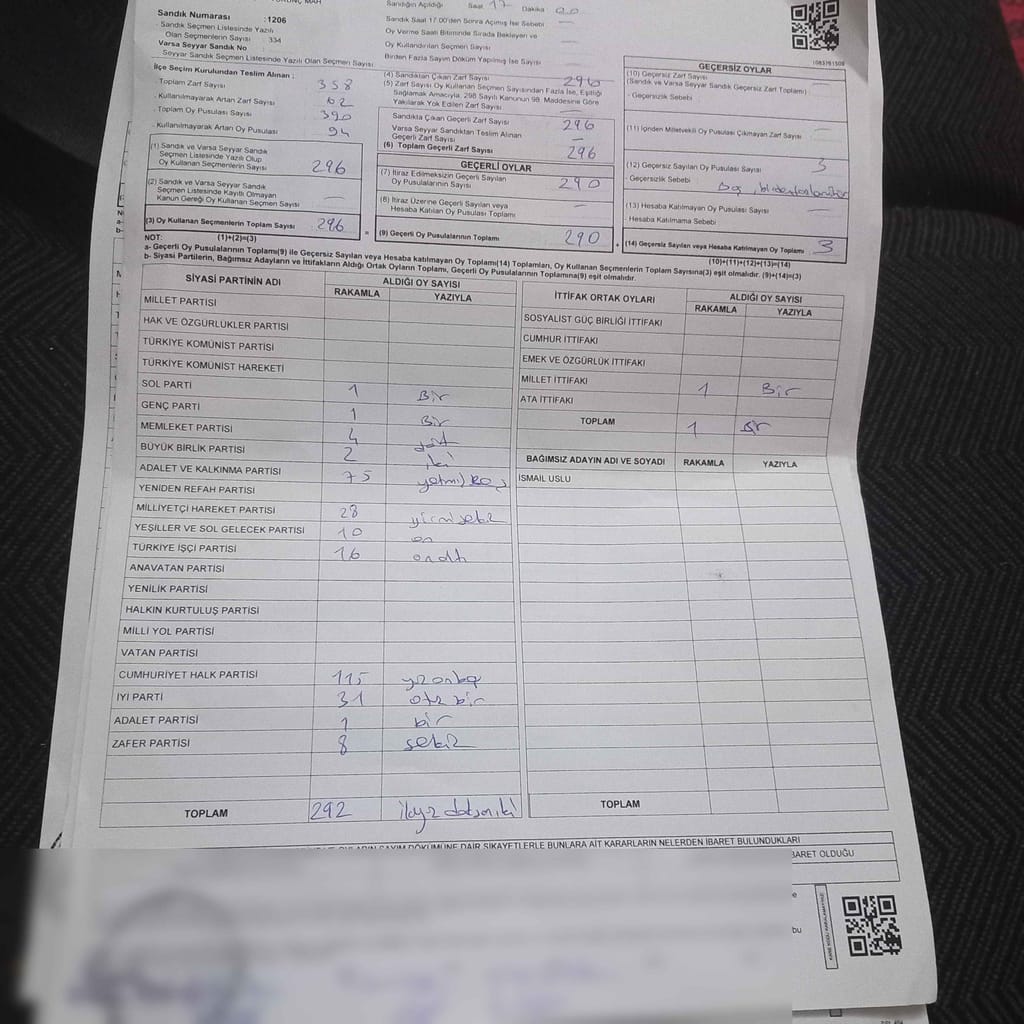 Sandığın Açıldığı Saat 17 Dakika 00
Sandık Numarası : 1206
Sandık Saat 17:00'den Sonra Açılmış İse Sebebi —
Sandık Seçmen Listesinde Yazılı
Olan Seçmenlerin Sayısı : 334
Oy Verme Saati Bitiminde Sırada Bekleyen ve
Oy Kullandırılan Seçmen Sayısı —
Varsa Seyyar Sandık No
Seyyar Sandık Seçmen Listesinde Yazılı Olan Seçmen Sayısı
Birden Fazla Sayım Döküm Yapılmış İse Sayısı —
1083761509
İlçe Seçim Kurulundan Teslim Alınan ;
Toplam Zarf Sayısı 358
Kullanılmayarak Artan Zarf Sayısı 62
Toplam Oy Pusulası Sayısı 390
Kullanılmayarak Artan Oy Pusulası 94
(1) Sandık ve Varsa Seyyar Sandık
Seçmen Listesinde Yazılı Olup
Oy Kullanan Seçmenlerin Sayısı 296
(2) Sandık ve Varsa Seyyar Sandık
Seçmen Listesinde Kayıtlı Olmayan
Kanun Gereği Oy Kullanan Seçmen Sayısı —
(3) Oy Kullanan Seçmenlerin Toplam Sayısı 296
(1)+(2)=(3)
(4) Sandıktan Çıkan Zarf Sayısı 296
(5) Zarf Sayısı Oy Kullanan Seçmen Sayısından Fazla İse, Eşitliği
Sağlamak Amacıyla, 298 Sayılı Kanunun 98. Maddesine Göre
Yakılarak Yok Edilen Zarf Sayısı —
Sandıkta Çıkan Geçerli Zarf Sayısı 296
Varsa Seyyar Sandıktan Teslim Alınan
Geçerli Zarf Sayısı —
(6) Toplam Geçerli Zarf Sayısı 296
GEÇERLİ OYLAR
(7) İtiraz Edilmeksizin Geçerli Sayılan
Oy Pusulalarının Sayısı 290
(8) İtiraz Üzerine Geçerli Sayılan veya
Hesaba Katılan Oy Pusulası Toplamı
= (9) Geçerli Oy Pusulalarının Toplamı 290
GEÇERSİZ OYLAR
(10) Geçersiz Zarf Sayısı
(Sandık ve Varsa Seyyar Sandık Geçersiz Zarf Toplamı) —
Geçersizlik Sebebi
(11) İçinden Milletvekili Oy Pusulası Çıkmayan Zarf Sayısı —
(12) Geçersiz Sayılan Oy Pusulası Sayısı 3
Geçersizlik Sebebi Boş,
(13) Hesaba Katılmayan Oy Pusulası Sayısı —
Hesaba Katılmama Sebebi
+ (14) Geçersiz Sayılan veya Hesaba Katılmayan Oy Toplamı 3
(10)+(11)+(12)+(13)=(14)
NOT:
a- Geçerli Oy Pusulalarının Toplamı(9) ile Geçersiz Sayılan veya Hesaba katılmayan Oy Toplamı(14) Toplamları, Oy Kullanan Seçmenlerin Toplam Sayısına(3) eşit olmalıdır. (9)+(14)=(3)
b- Siyasi Partilerin, Bağımsız Adayların ve İttifakların Aldığı Ortak Oyların Toplamı, Geçerli Oy Pusulalarının Toplamına(9) eşit olmalıdır.
SİYASİ PARTİNİN ADI ALDIĞI OY SAYISI
RAKAMLA YAZIYLA
MİLLET PARTİSİ
HAK VE ÖZGÜRLÜKLER PARTİSİ
TÜRKİYE KOMÜNİST PARTİSİ
TÜRKİYE KOMÜNİST HAREKETİ
SOL PARTİ 1 Bir
GENÇ PARTİ 1 Bir
MEMLEKET PARTİSİ 4 dört
BÜYÜK BİRLİK PARTİSİ 2 iki
ADALET VE KALKINMA PARTİSİ 75 yetmiş beş
YENİDEN REFAH PARTİSİ
MİLLİYETÇİ HAREKET PARTİSİ 28 yirmi sekiz
YEŞİLLER VE SOL GELECEK PARTİSİ 10 on
TÜRKİYE İŞÇİ PARTİSİ 16 on altı
ANAVATAN PARTİSİ
YENİLİK PARTİSİ
HALKIN KURTULUŞ PARTİSİ
MİLLİ YOL PARTİSİ
VATAN PARTİSİ
CUMHURİYET HALK PARTİSİ 115 yüz onbeş
İYİ PARTİ 31 otuz bir
ADALET PARTİSİ 1 bir
ZAFER PARTİSİ 8 sekiz
TOPLAM 292 ikiyüz doksan iki
İTTİFAK ORTAK OYLARI ALDIĞI OY SAYISI
RAKAMLA YAZIYLA
SOSYALİST GÜÇ BİRLİĞİ İTTİFAKI
CUMHUR İTTİFAKI
EMEK VE ÖZGÜRLÜK İTTİFAKI
MİLLET İTTİFAKI 1 Bir
ATA İTTİFAKI
TOPLAM 1 Bir
BAĞIMSIZ ADAYIN ADI VE SOYADI RAKAMLA YAZIYLA
İSMAİL USLU
TOPLAM
SAYIM DÖKÜMÜNE DAİR ŞİKAYETLERLE BUNLARA AİT KARARLARIN NELERDEN İBARET BULUNDUKLARI
BARET OLDUĞU